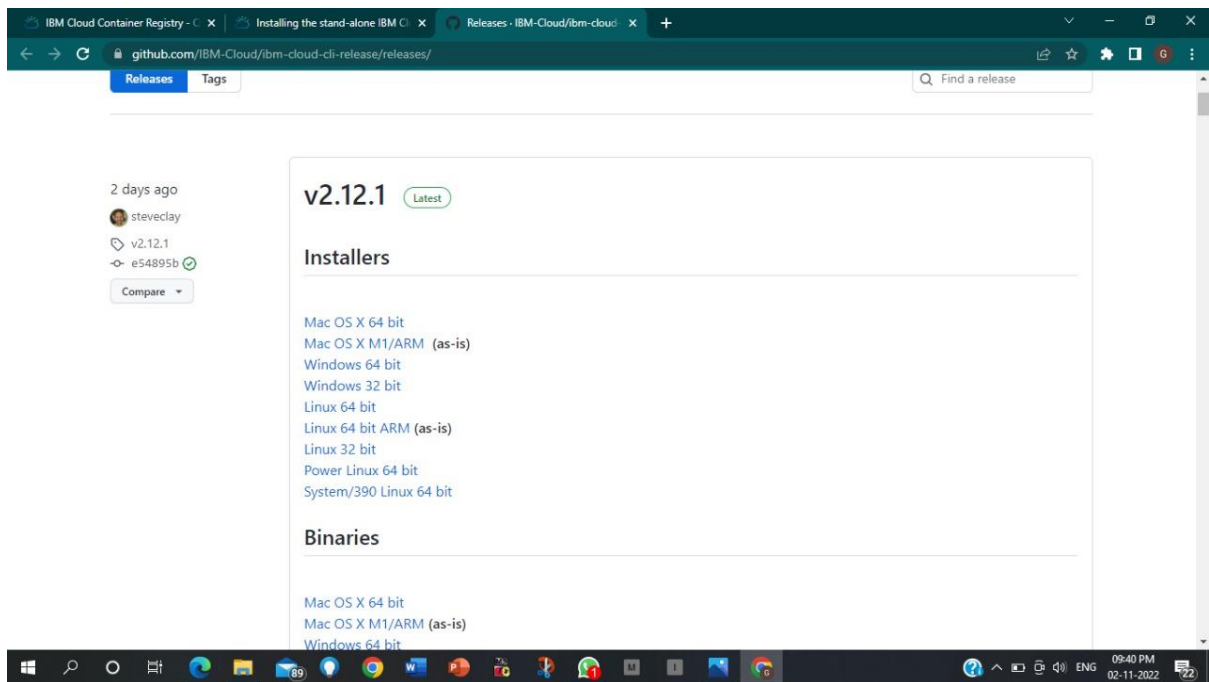 IBM Cloud Container Registry - C
Installing the stand-alone IBM Cl
Releases · IBM-Cloud/ibm-cloud-
github.com/IBM-Cloud/ibm-cloud-cli-release/releases/
G
Releases Tags
Find a release
2 days ago
steveclay
v2.12.1
e54895b
Compare
v2.12.1 Latest
Installers
Mac OS X 64 bit
Mac OS X M1/ARM (as-is)
Windows 64 bit
Windows 32 bit
Linux 64 bit
Linux 64 bit ARM (as-is)
Linux 32 bit
Power Linux 64 bit
System/390 Linux 64 bit
Binaries
Mac OS X 64 bit
Mac OS X M1/ARM (as-is)
Windows 64 bit
89
W
P
1
M
I
G
ENG
09:40 PM
02-11-2022
22